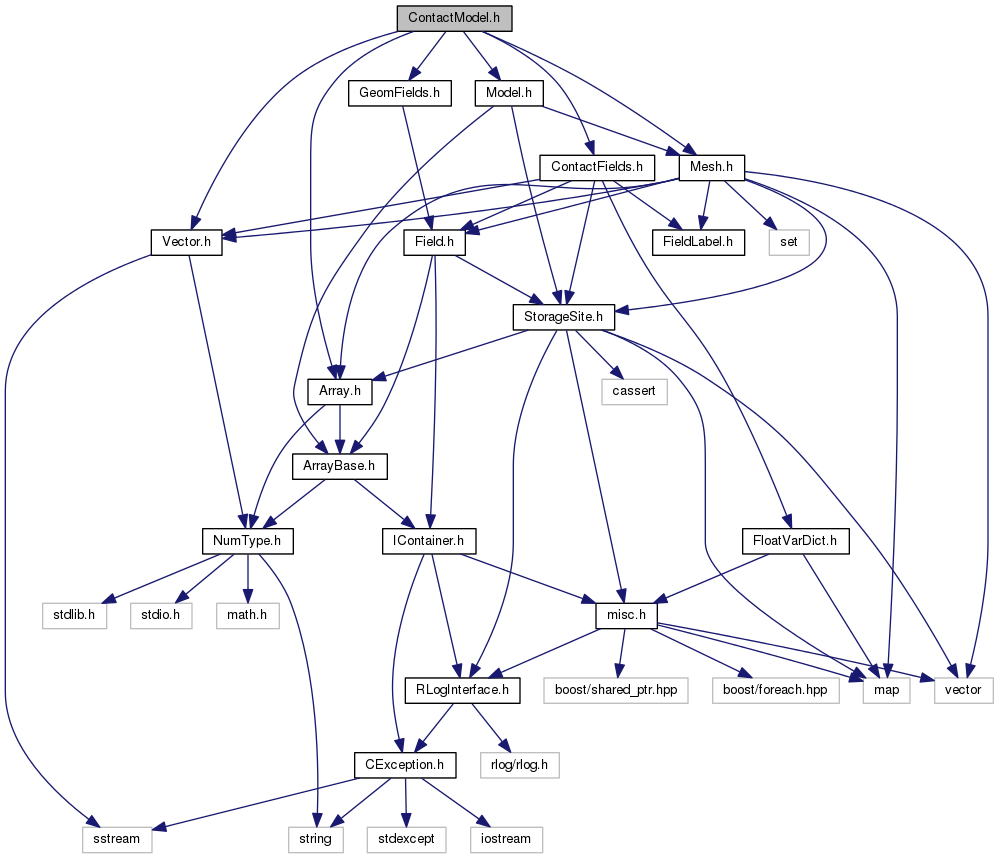 ContactModel.h
GeomFields.h
Model.h
ContactFields.h
Mesh.h
Vector.h
Field.h
FieldLabel.h
set
StorageSite.h
Array.h
cassert
ArrayBase.h
NumType.h
IContainer.h
FloatVarDict.h
stdlib.h
stdio.h
math.h
misc.h
RLogInterface.h
boost/shared_ptr.hpp
boost/foreach.hpp
map
vector
CException.h
rlog/rlog.h
sstream
string
stdexcept
iostream